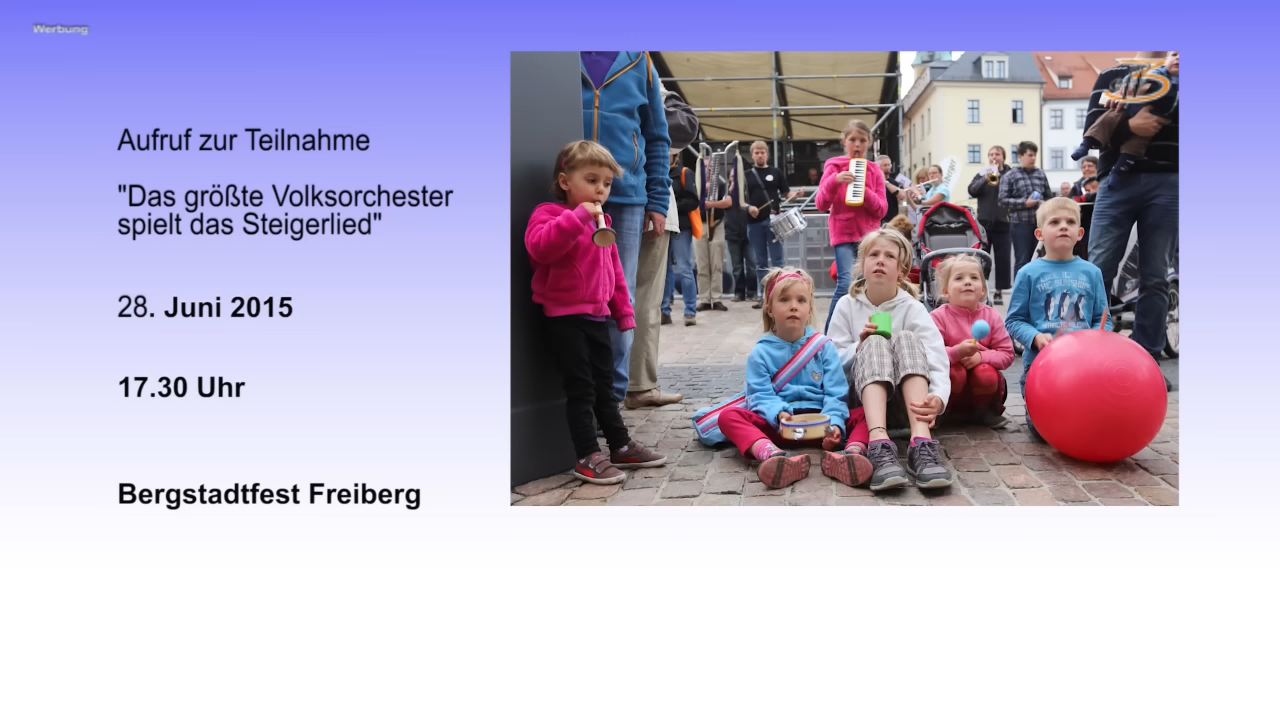 Werbung
Aufruf zur Teilnahme
"Das größte Volksorchester
spielt das Steigerlied"
28. Juni 2015
17.30 Uhr
Bergstadtfest Freiberg